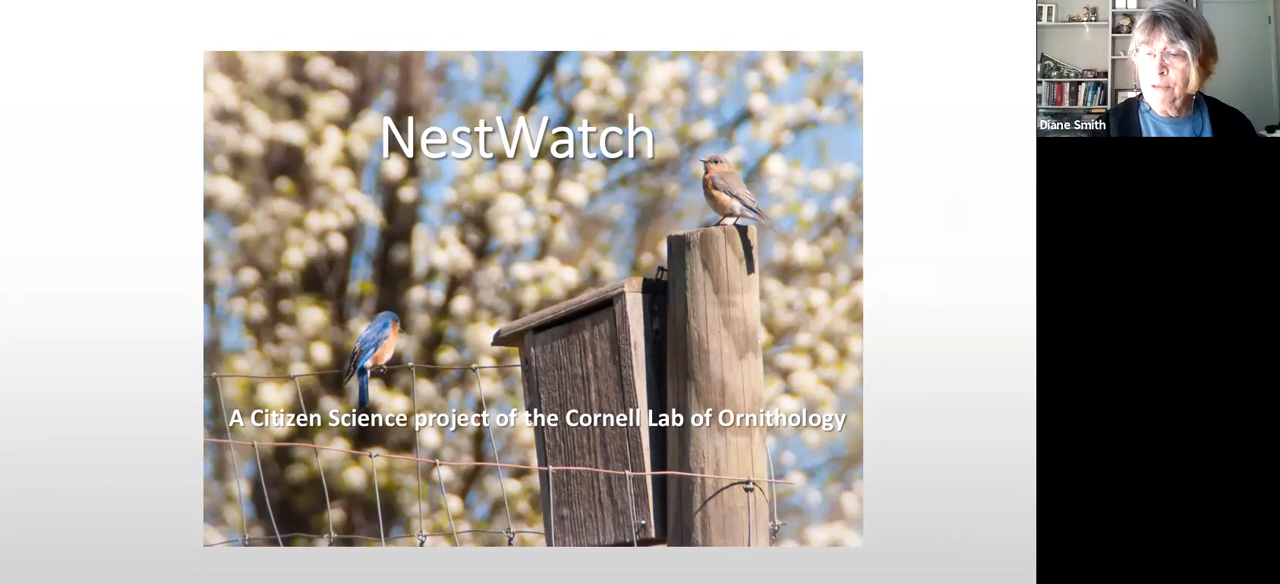 NestWatch
A Citizen Science project of the Cornell Lab of Ornithology
Diane Smith